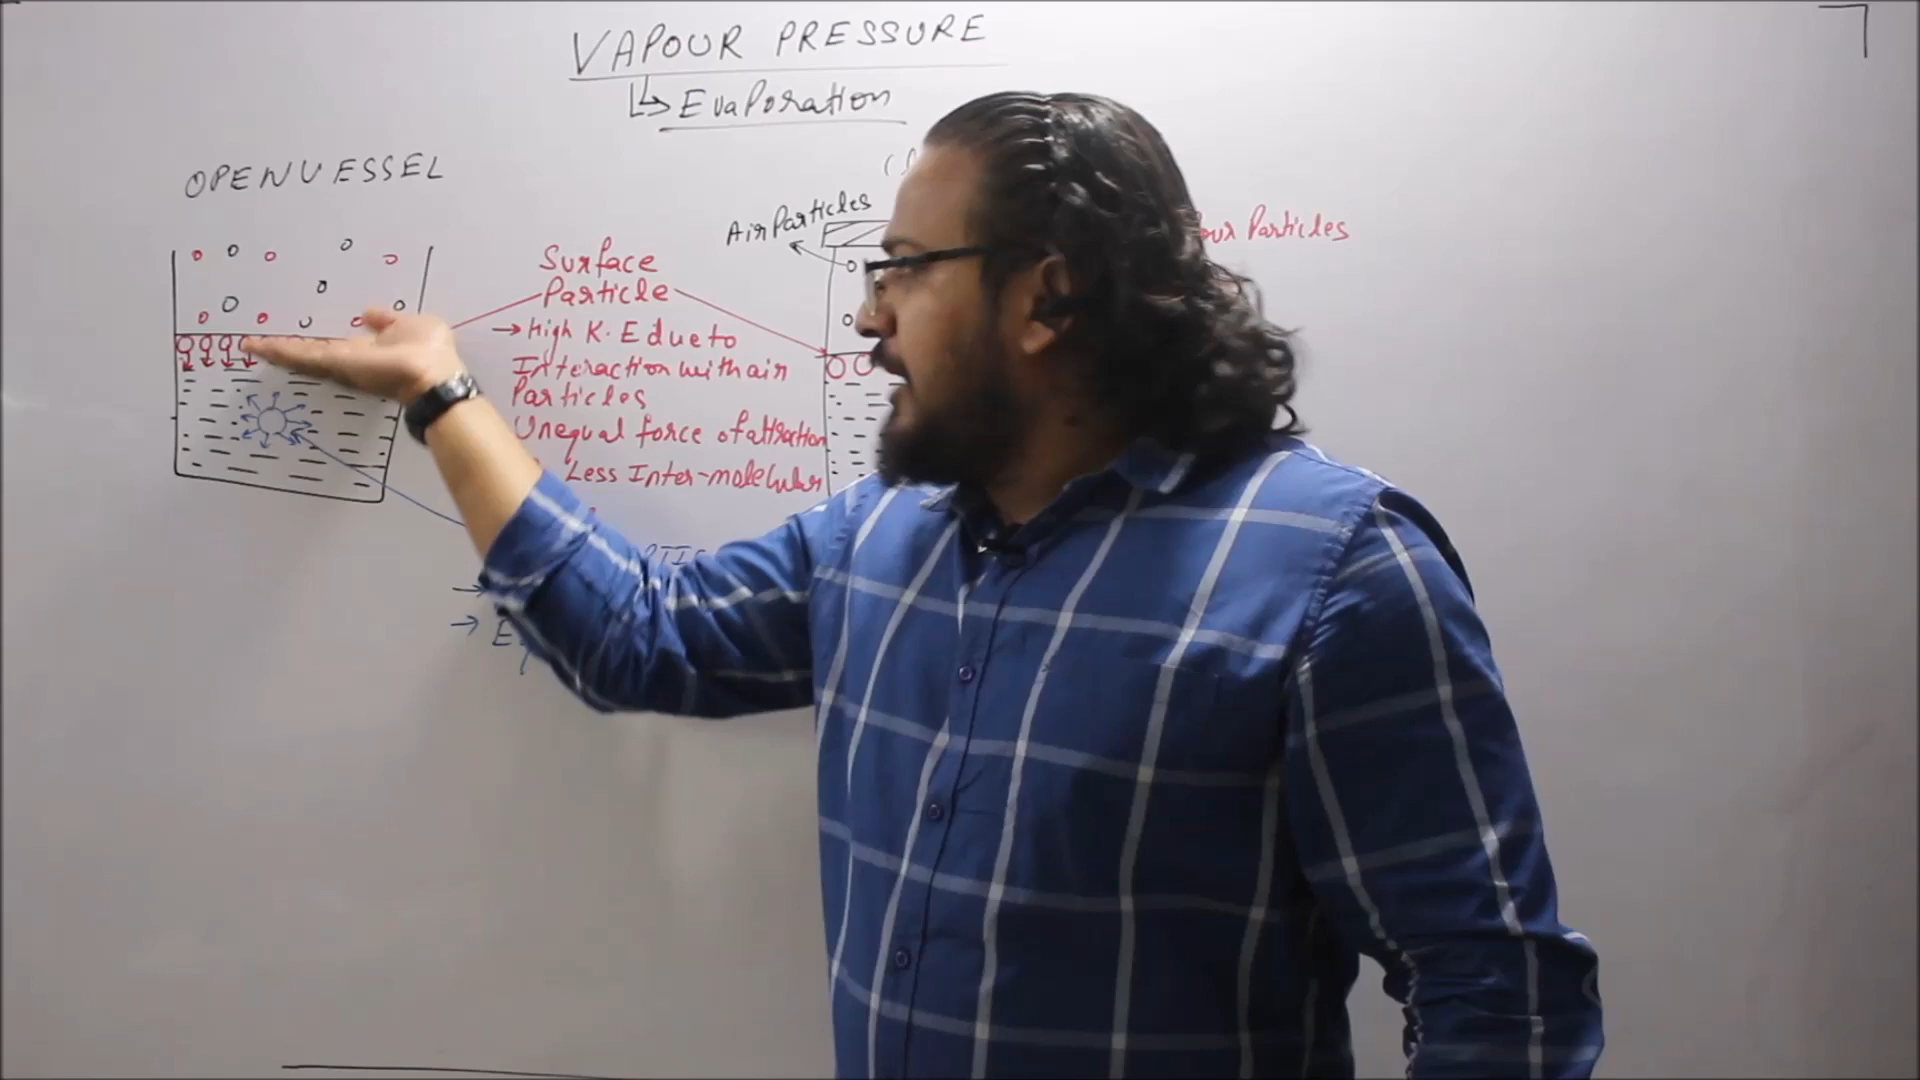 VAPOUR PRESSURE
Evaporation
OPEN VESSEL
Air Particles
Particles
Surface
Particle
→ High K.E due to
Interaction with air
Particles
Unequal force of attraction
Less Inter-molecular